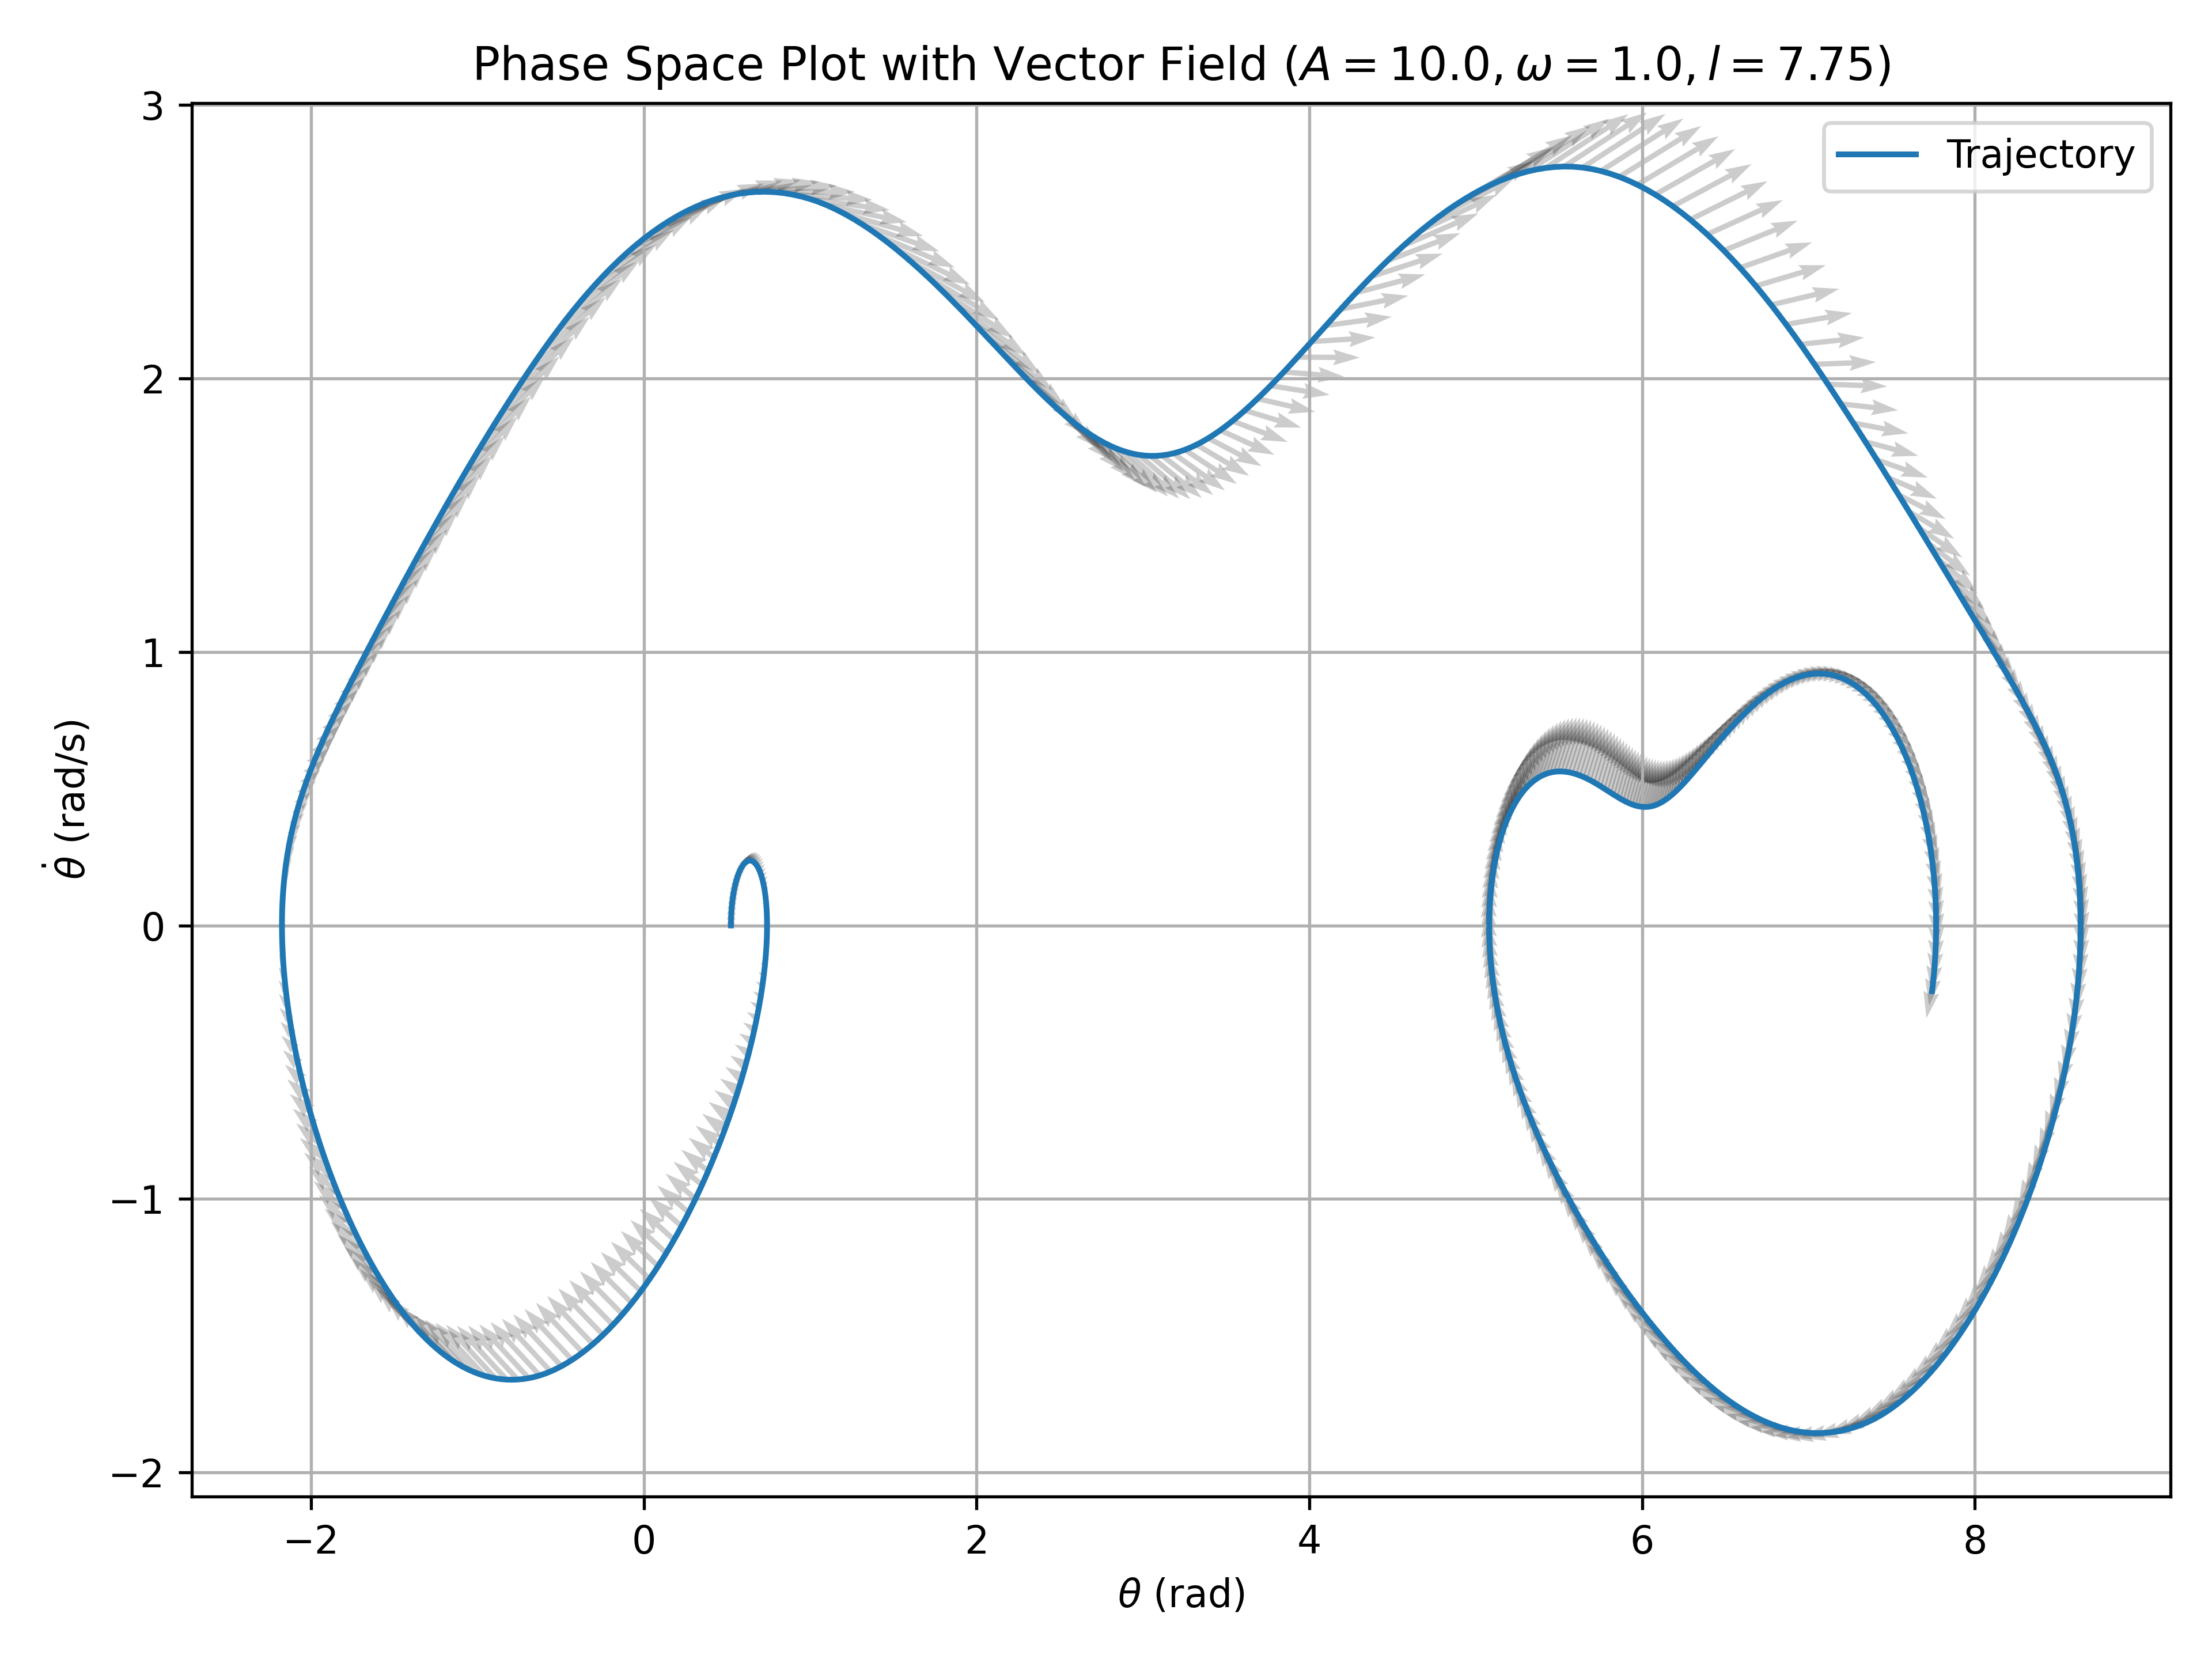 Phase Space Plot with Vector Field (A = 10.0, ω = 1.0, l = 7.75)
Trajectory
3
2
1
0
−1
−2
θ̇ (rad/s)
−2 0 2 4 6 8
θ (rad)